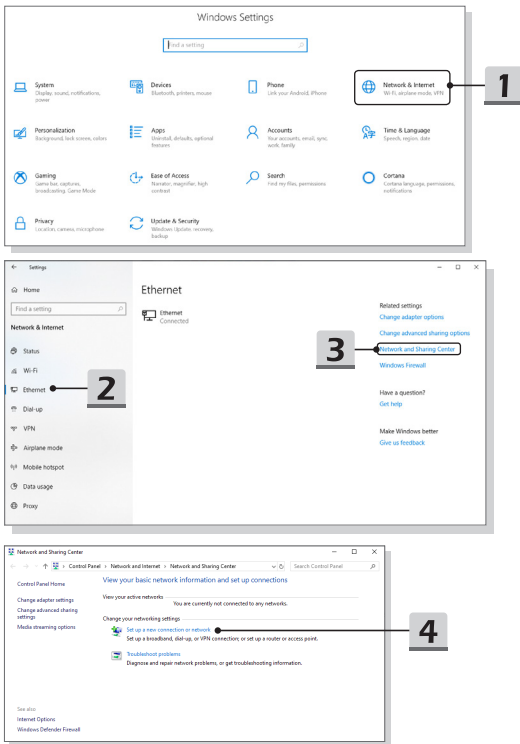 Windows Settings
Find a setting
System
Display, sound, notifications,
power
Devices
Bluetooth, printers, mouse
Phone
Link your Android, iPhone
Network & Internet
Wi-Fi, airplane mode, VPN
1
Personalization
Background, lock screen, colors
Apps
Uninstall, defaults, optional
features
Accounts
Your accounts, email, sync,
work, family
Time & Language
Speech, region, date
Gaming
Game bar, captures,
broadcasting, Game Mode
Ease of Access
Narrator, magnifier, high
contrast
Search
Find my files, permissions
Cortana
Cortana language, permissions,
notifications
Privacy
Location, camera, microphone
Update & Security
Windows Update, recovery,
backup
Settings
Home
Find a setting
Network & Internet
Status
Wi-Fi
Ethernet
2
Dial-up
VPN
Airplane mode
Mobile hotspot
Data usage
Proxy
Ethernet
Ethernet
Connected
Related settings
Change adapter options
Change advanced sharing options
3
Network and Sharing Center
Windows Firewall
Have a question?
Get help
Make Windows better
Give us feedback
Network and Sharing Center
Control Panel > Network and Internet > Network and Sharing Center
Search Control Panel
Control Panel Home
Change adapter settings
Change advanced sharing
settings
Media streaming options
View your basic network information and set up connections
View your active networks
You are currently not connected to any networks.
Change your networking settings
Set up a new connection or network
4
Set up a broadband, dial-up, or VPN connection; or set up a router or access point.
Troubleshoot problems
Diagnose and repair network problems, or get troubleshooting information.
See also
Internet Options
Windows Defender Firewall